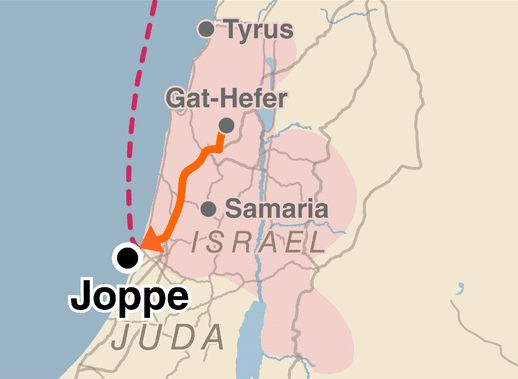 Tyrus
Gat-Hefer
Samaria
ISRAEL
Joppe
JUDA